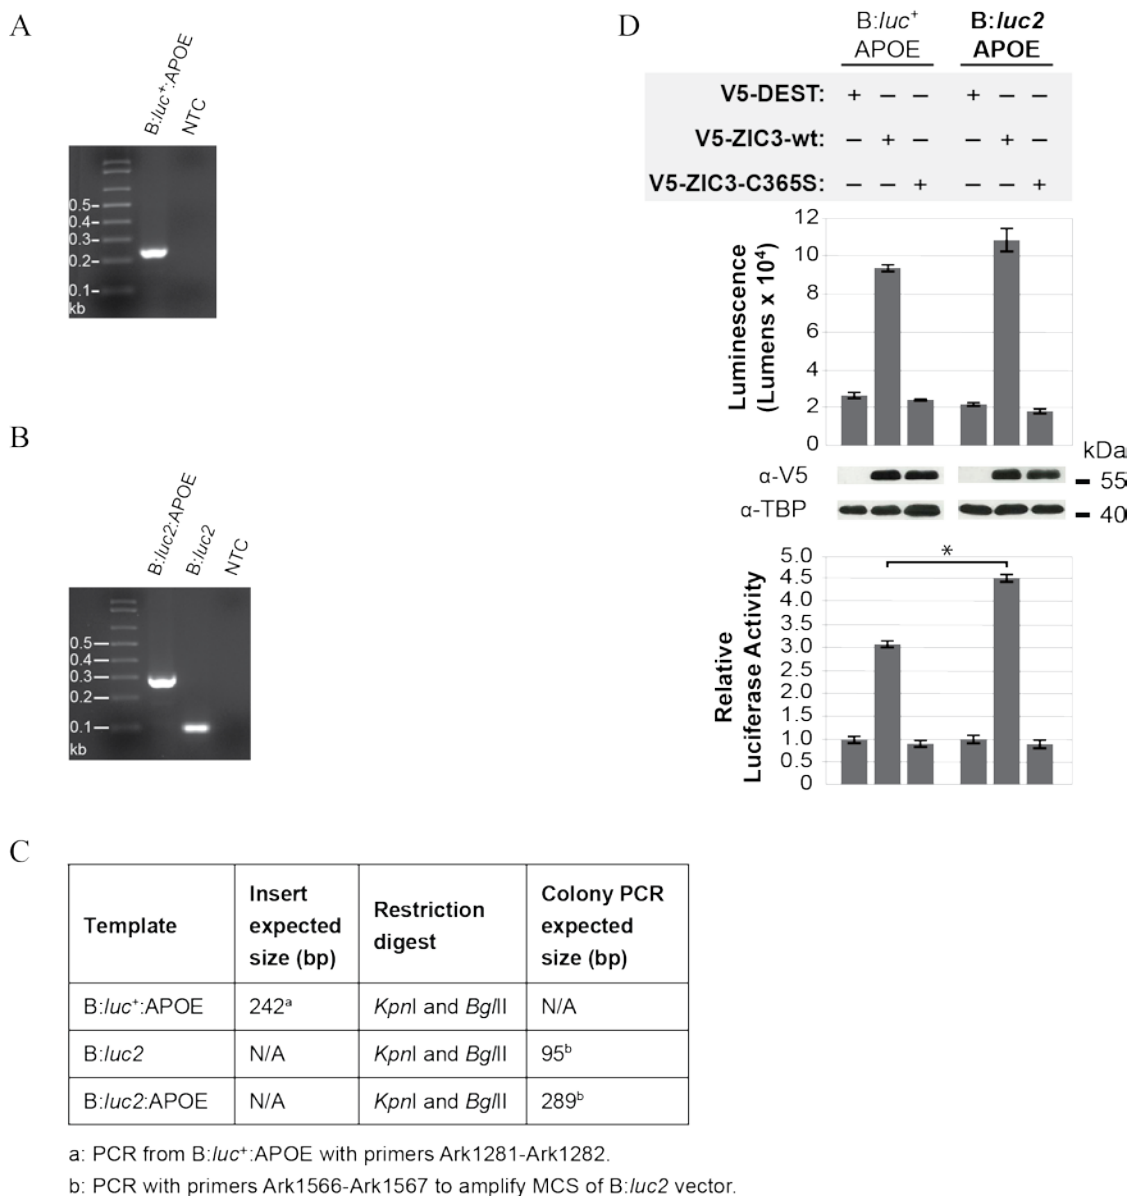 A
B:luc⁺:APOE
NTC
0.5
0.4
0.3
0.2
0.1
kb
B
B:luc2:APOE
B:luc2
NTC
0.5
0.4
0.3
0.2
0.1
kb
C
Template
Insert
expected
size (bp)
Restriction
digest
Colony PCR
expected
size (bp)
B:luc⁺:APOE
242ᵃ
KpnI and BglII
N/A
B:luc2
N/A
KpnI and BglII
95ᵇ
B:luc2:APOE
N/A
KpnI and BglII
289ᵇ
a: PCR from B:luc⁺:APOE with primers Ark1281-Ark1282.
b: PCR with primers Ark1566-Ark1567 to amplify MCS of B:luc2 vector.
D
B:luc⁺
APOE
B:luc2
APOE
V5-DEST: + – – + – –
V5-ZIC3-wt: – + – – + –
V5-ZIC3-C365S: – – + – – +
Luminescence
(Lumens x 10⁴)
12
10
8
6
4
2
0
kDa
α-V5
55
α-TBP
40
Relative
Luciferase Activity
5.0
4.5
4.0
3.5
3.0
2.5
2.0
1.5
1.0
0.5
0
*